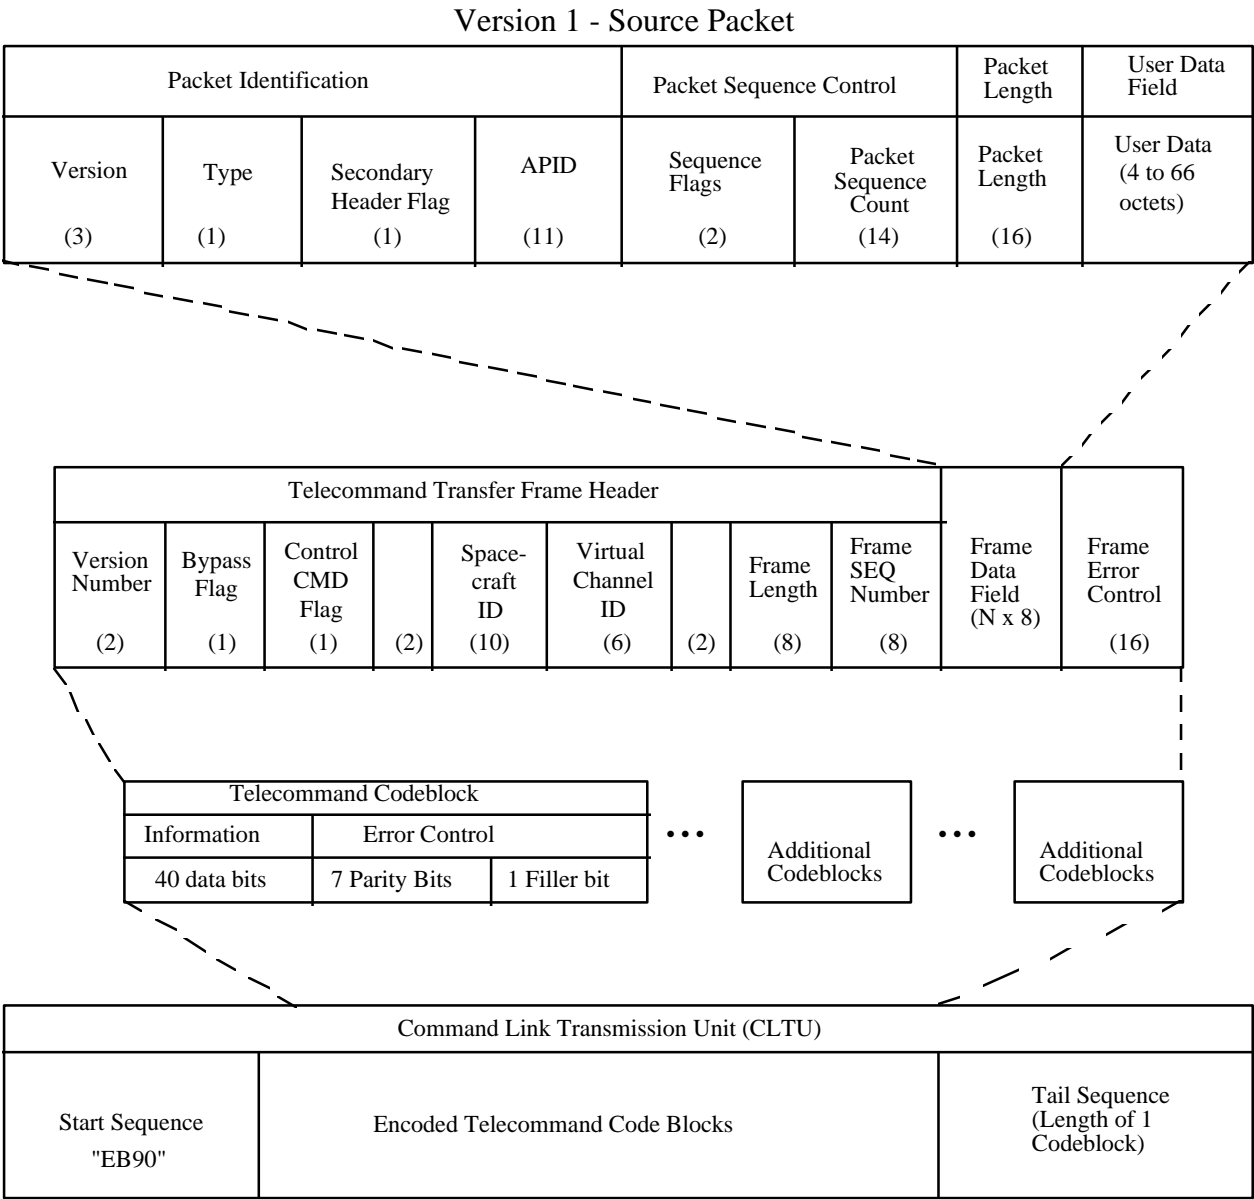 Version 1 - Source Packet
Packet Identification
Packet Sequence Control
Packet
Length
User Data
Field
Version
(3)
Type
(1)
Secondary
Header Flag
(1)
APID
(11)
Sequence
Flags
(2)
Packet
Sequence
Count
(14)
Packet
Length
(16)
User Data
(4 to 66
octets)
Telecommand Transfer Frame Header
Version
Number
(2)
Bypass
Flag
(1)
Control
CMD
Flag
(1)
(2)
Space-
craft
ID
(10)
Virtual
Channel
ID
(6)
(2)
Frame
Length
(8)
Frame
SEQ
Number
(8)
Frame
Data
Field
(N x 8)
Frame
Error
Control
(16)
Telecommand Codeblock
Information
Error Control
40 data bits
7 Parity Bits
1 Filler bit
•••
Additional
Codeblocks
•••
Additional
Codeblocks
Command Link Transmission Unit (CLTU)
Start Sequence
"EB90"
Encoded Telecommand Code Blocks
Tail Sequence
(Length of 1
Codeblock)